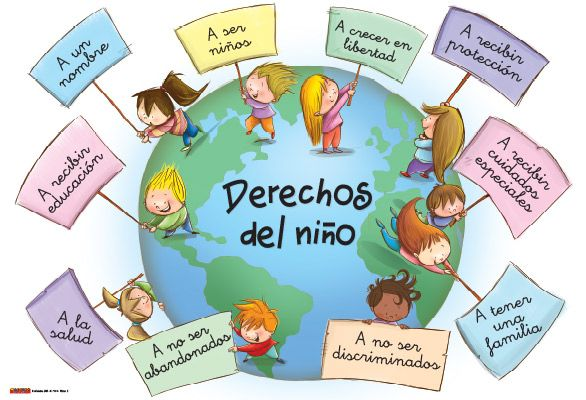 A un
nombre
A ser
niños
A crecer en
libertad
A recibir
protección
A recibir
educación
A recibir
cuidados
especiales
Derechos
del niño
A la
salud
A no ser
abandonados
A no ser
discriminados
A tener
una
familia